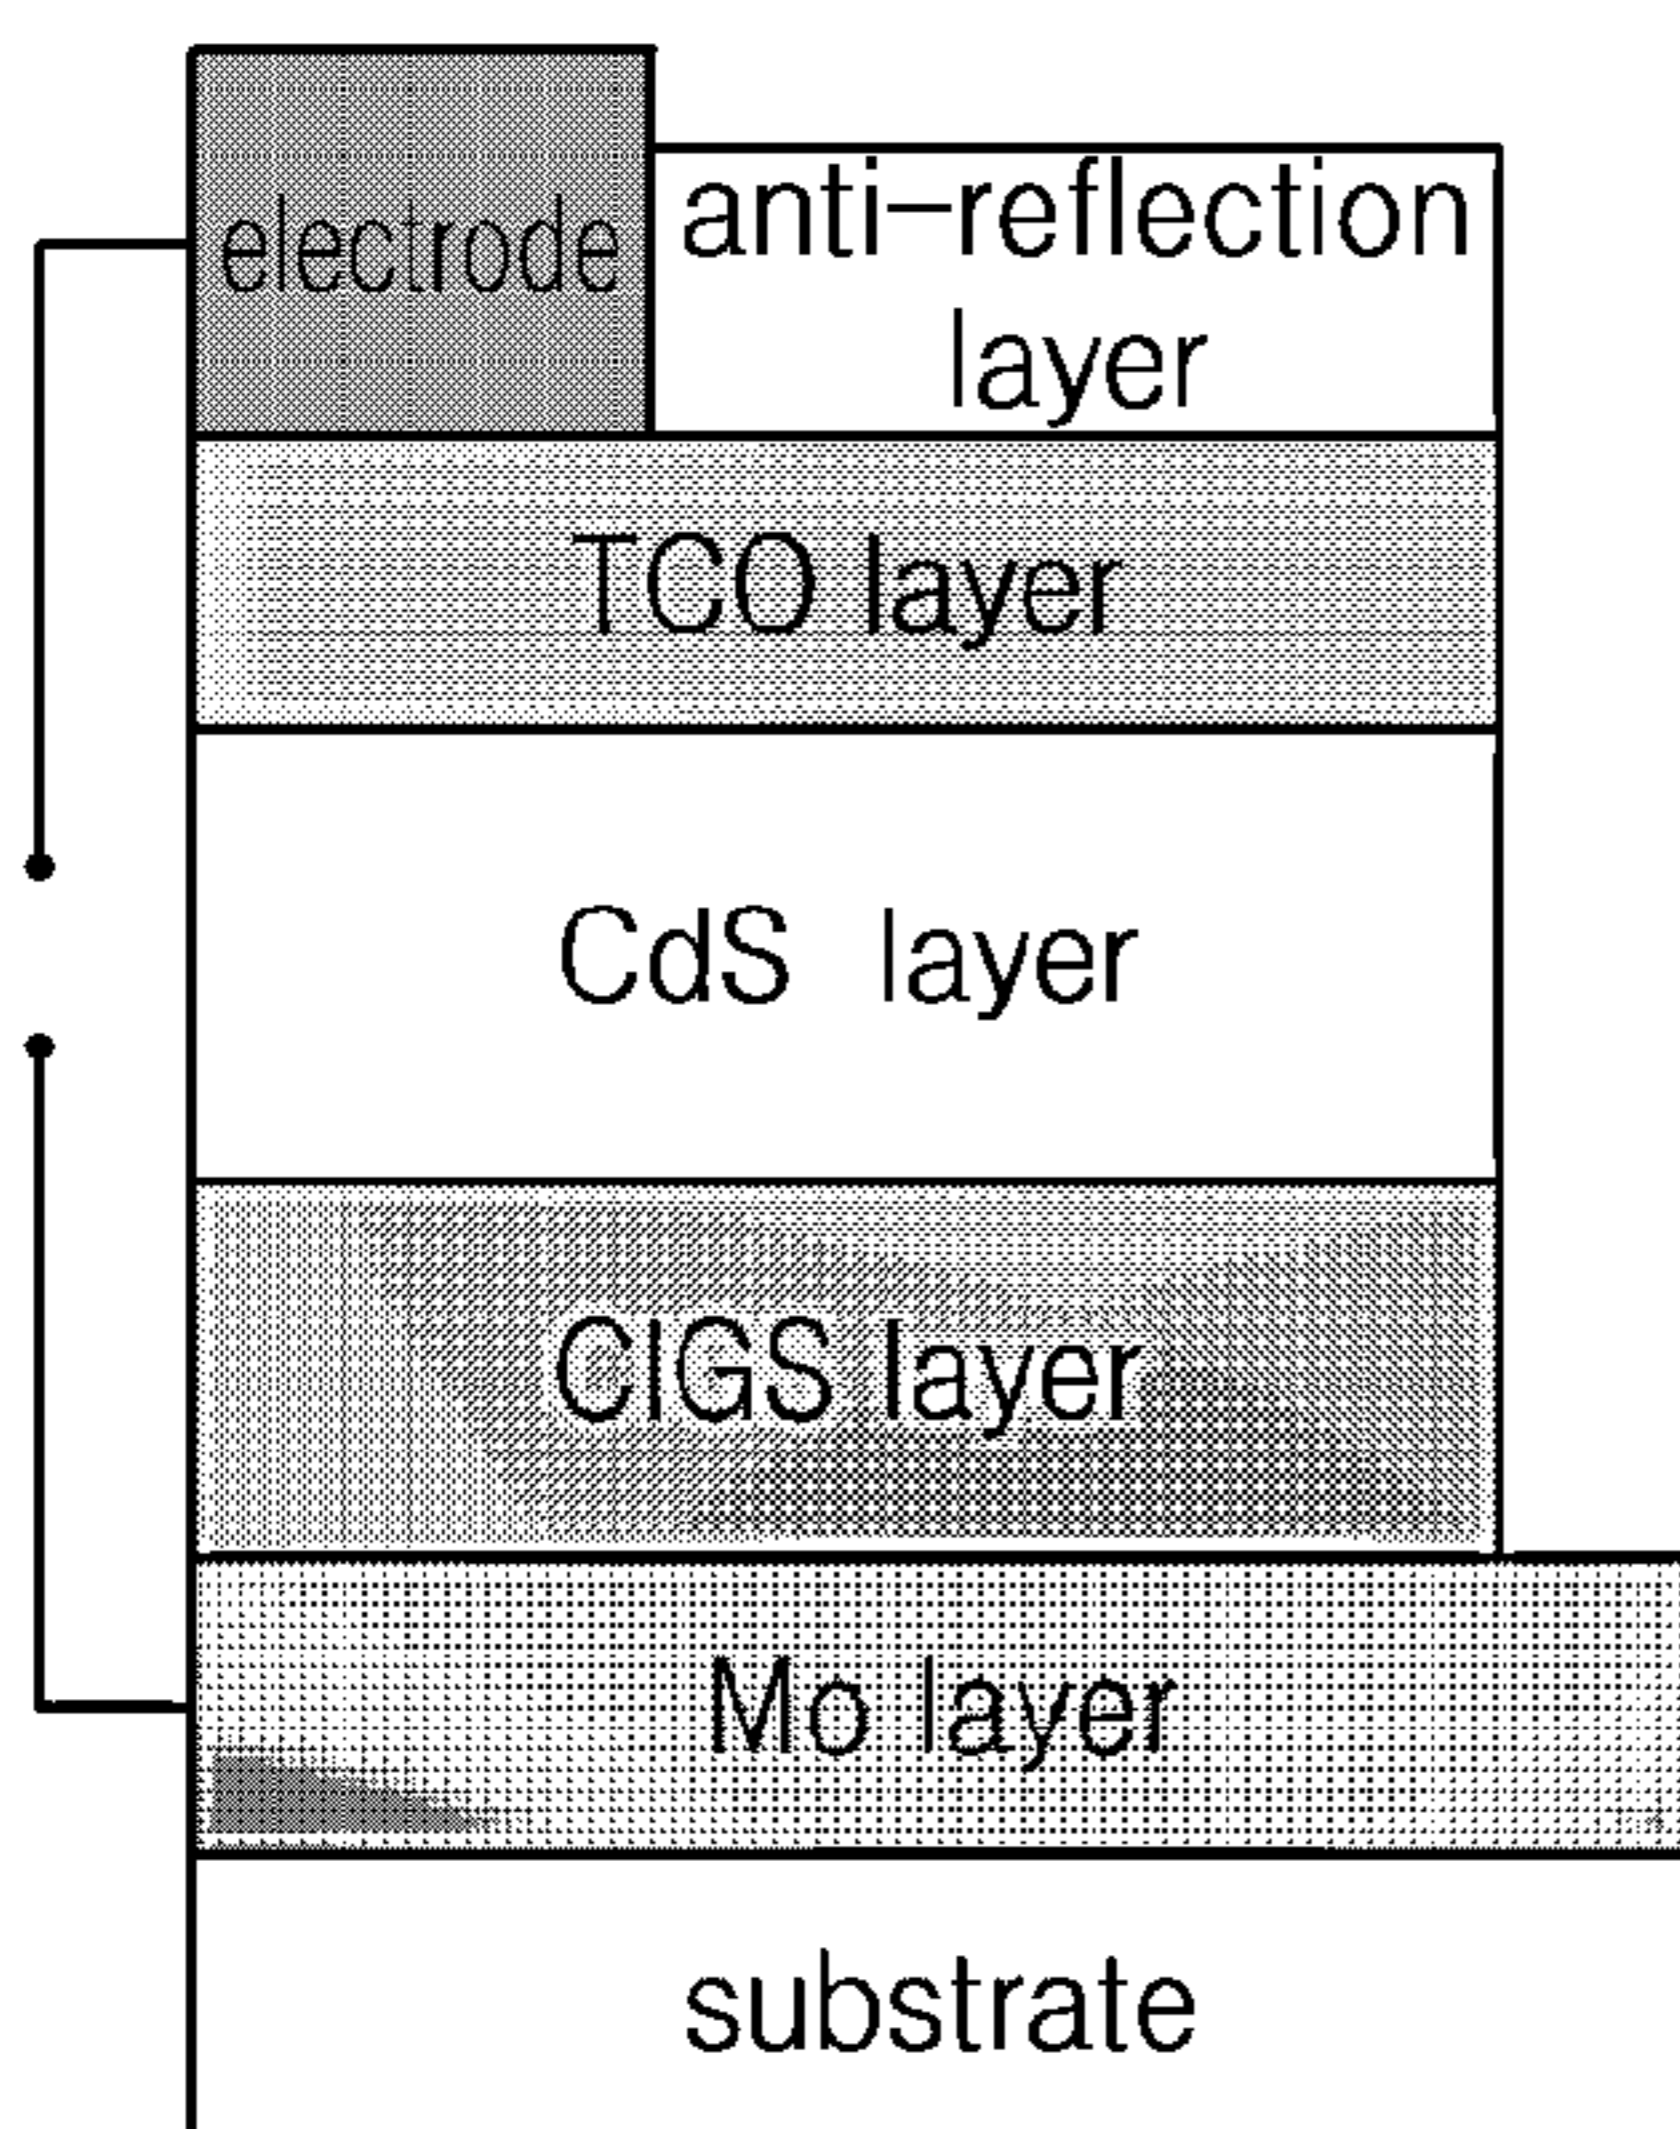 electrode
anti-reflection
layer
TCO layer
CdS layer
CIGS layer
Mo layer
substrate